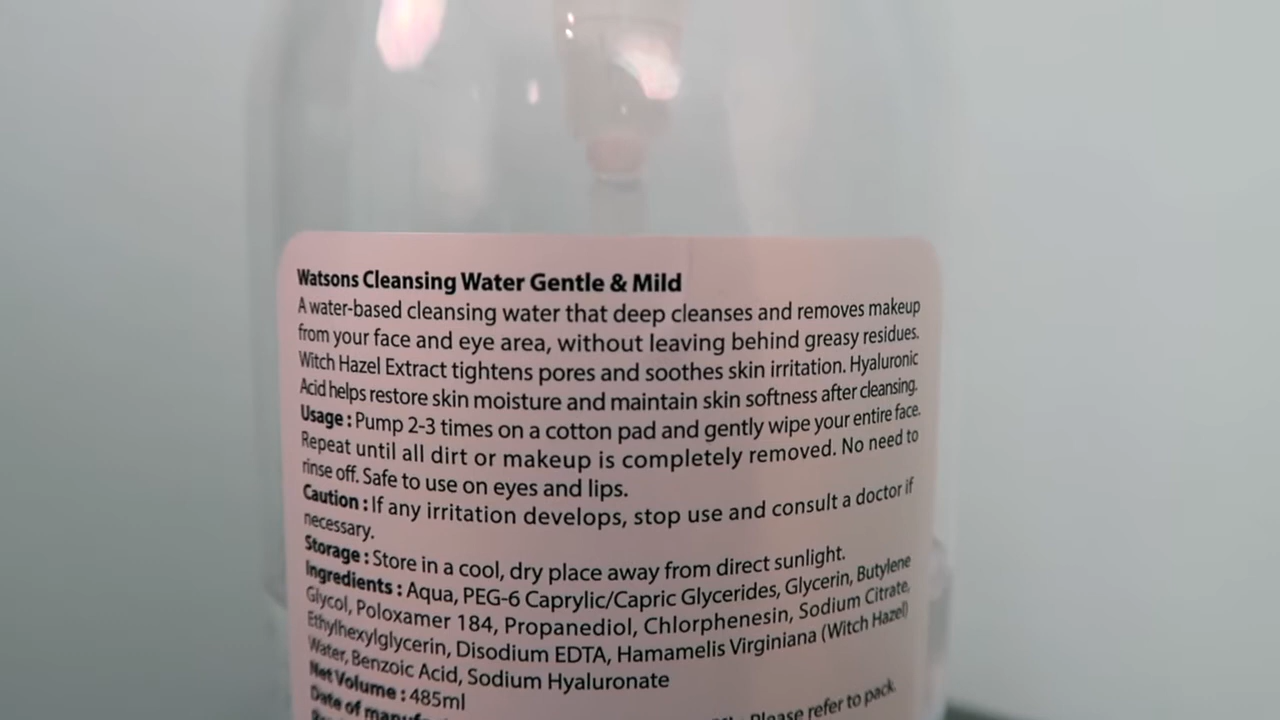 Watsons Cleansing Water Gentle & Mild
A water-based cleansing water that deep cleanses and removes makeup
from your face and eye area, without leaving behind greasy residues.
Witch Hazel Extract tightens pores and soothes skin irritation. Hyaluronic
Acid helps restore skin moisture and maintain skin softness after cleansing.
Usage : Pump 2-3 times on a cotton pad and gently wipe your entire face.
Repeat until all dirt or makeup is completely removed. No need to
rinse off. Safe to use on eyes and lips.
Caution : If any irritation develops, stop use and consult a doctor if
necessary.
Storage : Store in a cool, dry place away from direct sunlight.
Ingredients : Aqua, PEG-6 Caprylic/Capric Glycerides, Glycerin, Butylene
Glycol, Poloxamer 184, Propanediol, Chlorphenesin, Sodium Citrate,
Ethylhexylglycerin, Disodium EDTA, Hamamelis Virginiana (Witch Hazel)
Water, Benzoic Acid, Sodium Hyaluronate
Net Volume : 485ml
Date of Please refer to pack.